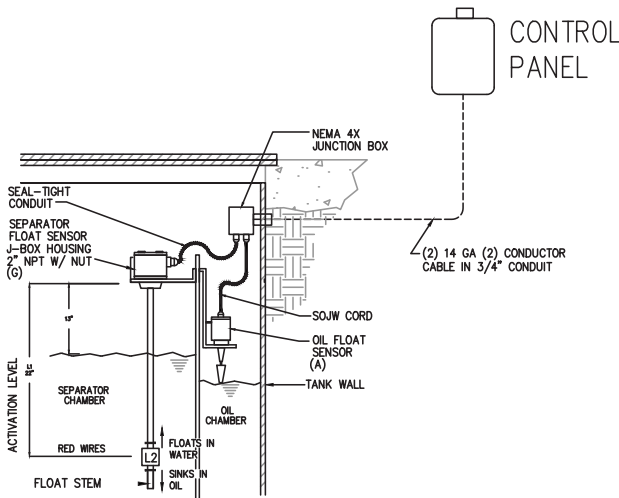 CONTROL
PANEL
NEMA 4X
JUNCTION BOX
SEAL-TIGHT
CONDUIT
SEPARATOR
FLOAT SENSOR
J-BOX HOUSING
2" NPT W/ NUT
(G)
(2) 14 GA (2) CONDUCTOR
CABLE IN 3/4" CONDUIT
SOJW CORD
OIL FLOAT
SENSOR
(A)
TANK WALL
ACTIVATION LEVEL
SEPARATOR
CHAMBER
OIL
CHAMBER
RED WIRES
L2
FLOATS IN
WATER
SINKS IN
OIL
FLOAT STEM